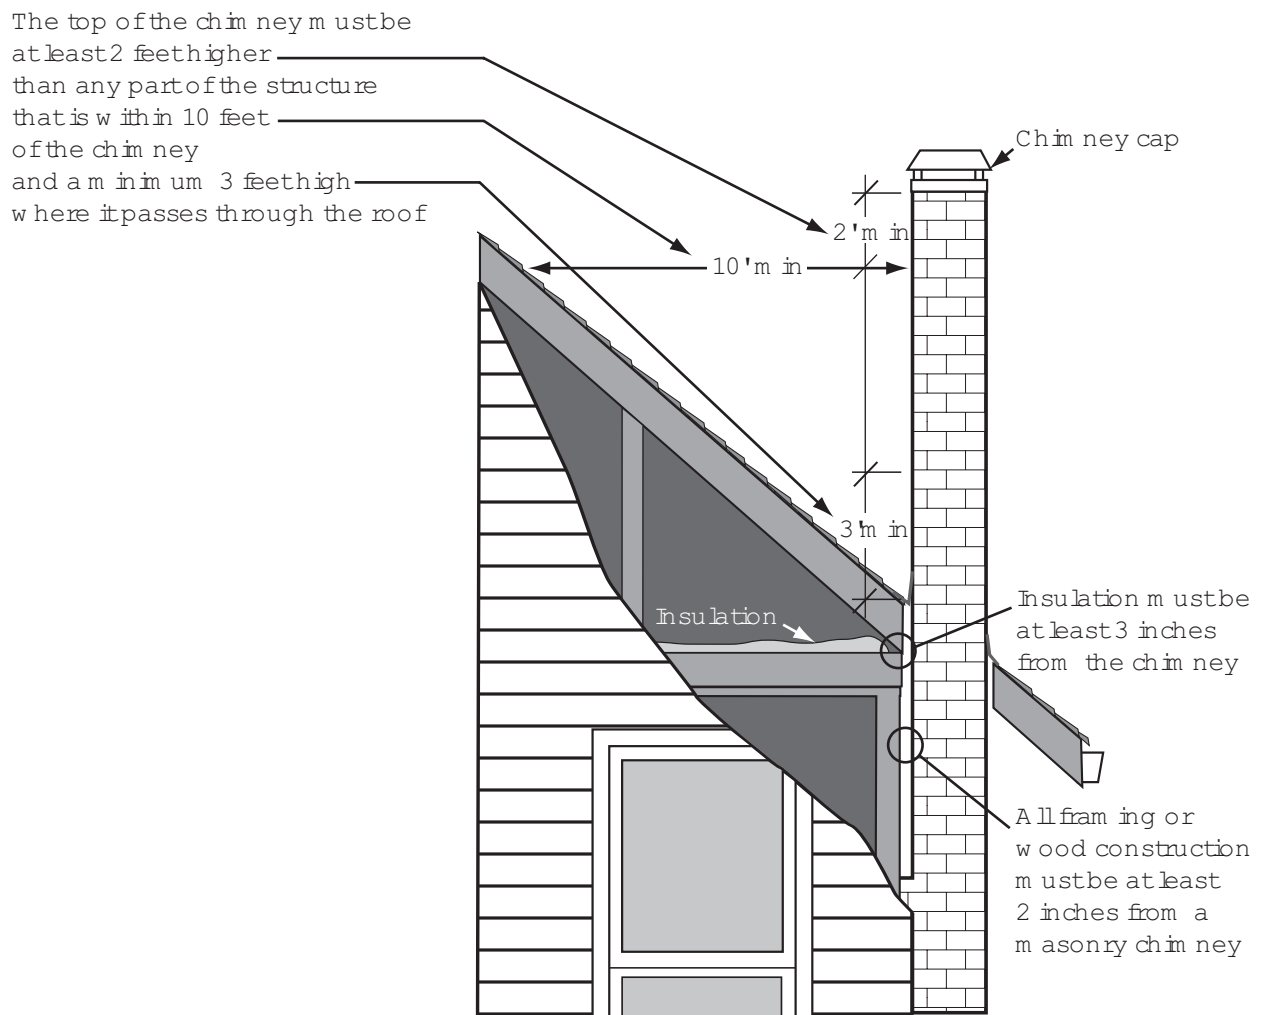 The top of the chimney must be
at least 2 feet higher
than any part of the structure
that is within 10 feet
of the chimney
and a minimum 3 feet high
where it passes through the roof
Chimney cap
2' min
10' min
3' min
Insulation
Insulation must be
at least 3 inches
from the chimney
All framing or
wood construction
must be at least
2 inches from a
masonry chimney